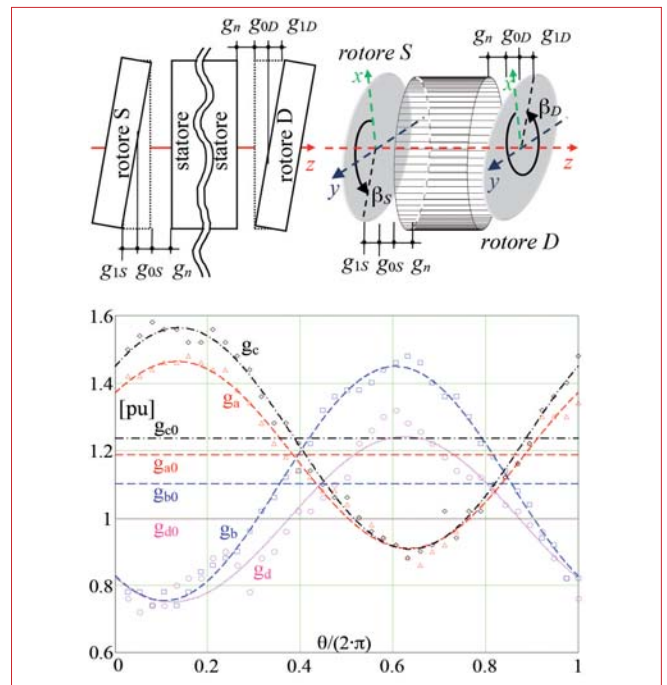 gn g0D g1D
rotore S
statore
statore
rotore D
z
g1S g0S gn
gn g0D g1D
rotore S
x
x
βD
z
y
y
βS
rotore D
g1S g0S gn
1.6
1.4
1.2
1
0.8
0.6
[pu]
gc
ga
gc0
ga0
gb0
gd0
gb
gd
0
0.2
0.4
0.6
0.8
1
θ/(2·π)